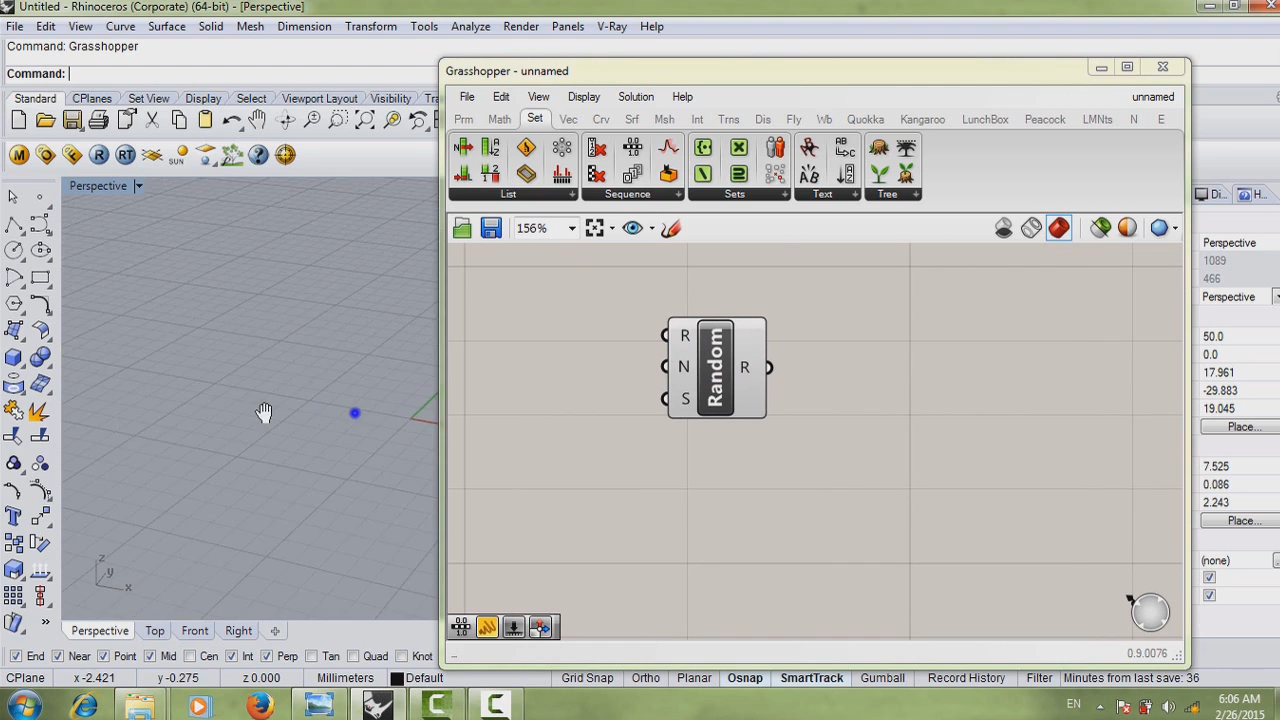 Untitled - Rhinoceros (Corporate) (64-bit) - [Perspective]
File Edit View Curve Surface Solid Mesh Dimension Transform Tools Analyze Render Panels V-Ray Help
Command: Grasshopper
Command:
Standard CPlanes Set View Display Select Viewport Layout Visibility
Perspective
Grasshopper - unnamed
File Edit View Display Solution Help unnamed
Prm Math Set Vec Crv Srf Msh Int Trns Dis Fly Wb Quokka Kangaroo LunchBox Peacock LMNts N E
List Sequence Sets Text Tree
156%
R
N
S
Random
R
0.9.0076
Perspective
1089
466
Perspective
50.0
0.0
17.961
-29.883
19.045
Place...
7.525
0.086
2.243
Place...
(none)
z
y
x
Perspective Top Front Right
End Near Point Mid Cen Int Perp Tan Quad Knot
CPlane x -2.421 y -0.275 z 0.000 Millimeters Default Grid Snap Ortho Planar Osnap SmartTrack Gumball Record History Filter Minutes from last save: 36
EN
6:06 AM
2/26/2015